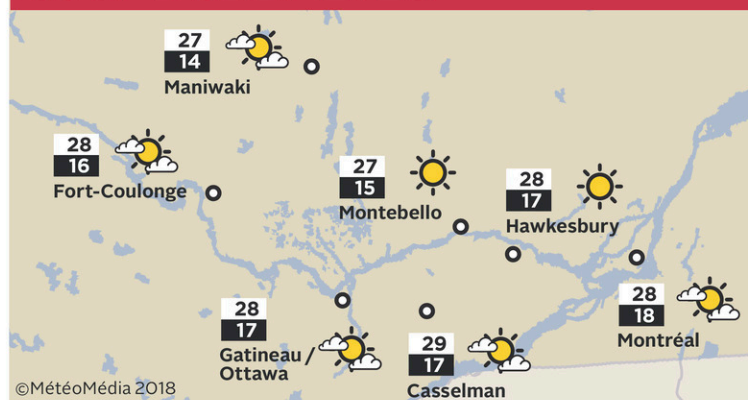 27
14
Maniwaki
28
16
Fort-Coulonge
27
15
Montebello
28
17
Hawkesbury
28
17
Gatineau /
Ottawa
29
17
Casselman
28
18
Montréal
©MétéoMédia 2018